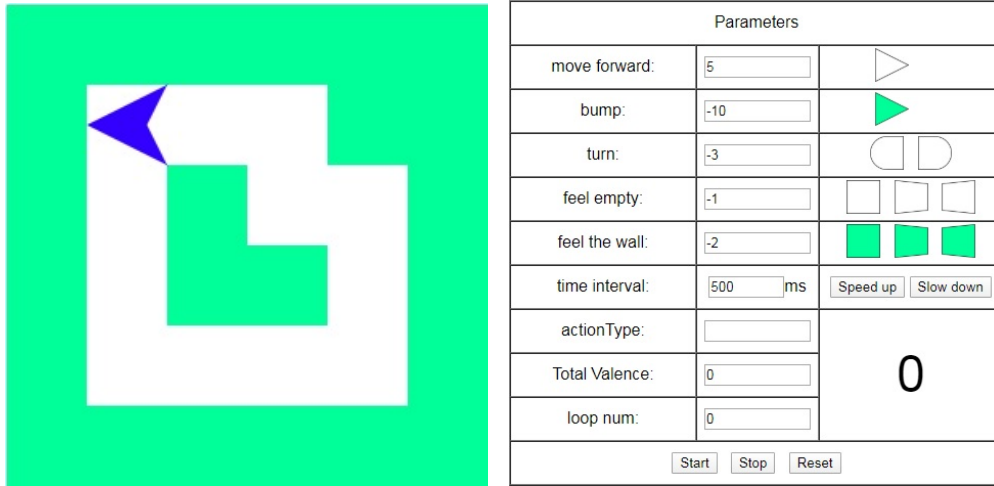 Parameters
move forward: 5
bump: -10
turn: -3
feel empty: -1
feel the wall: -2
time interval: 500 ms Speed up Slow down
actionType:
Total Valence: 0 0
loop num: 0
Start Stop Reset